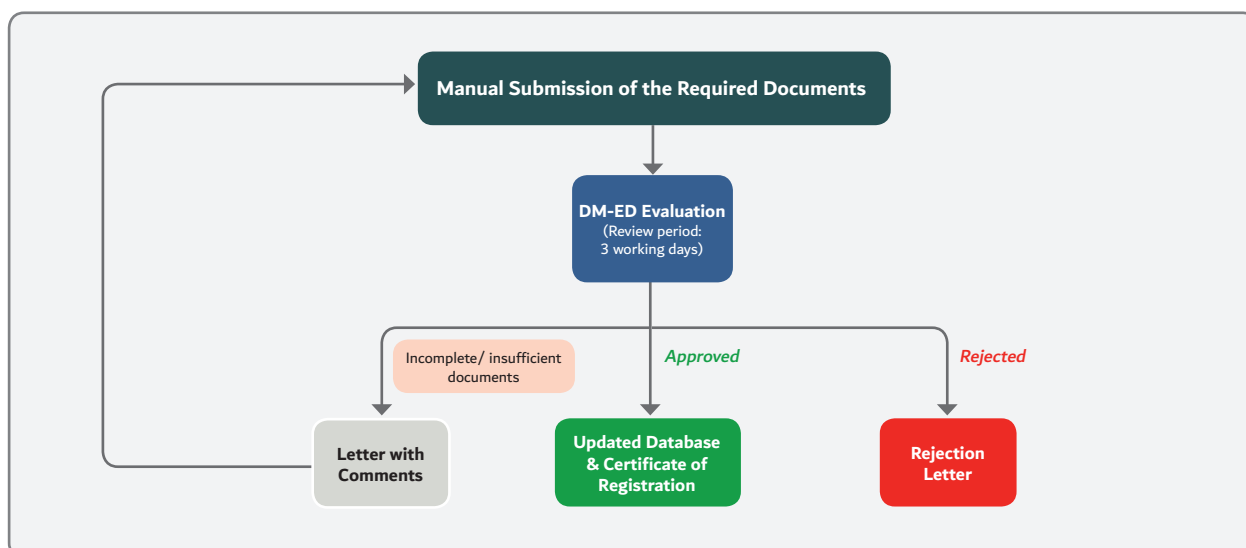 Manual Submission of the Required Documents
DM-ED Evaluation
(Review period:
3 working days)
Incomplete/ insufficient
documents
Approved
Rejected
Letter with
Comments
Updated Database
& Certificate of
Registration
Rejection
Letter